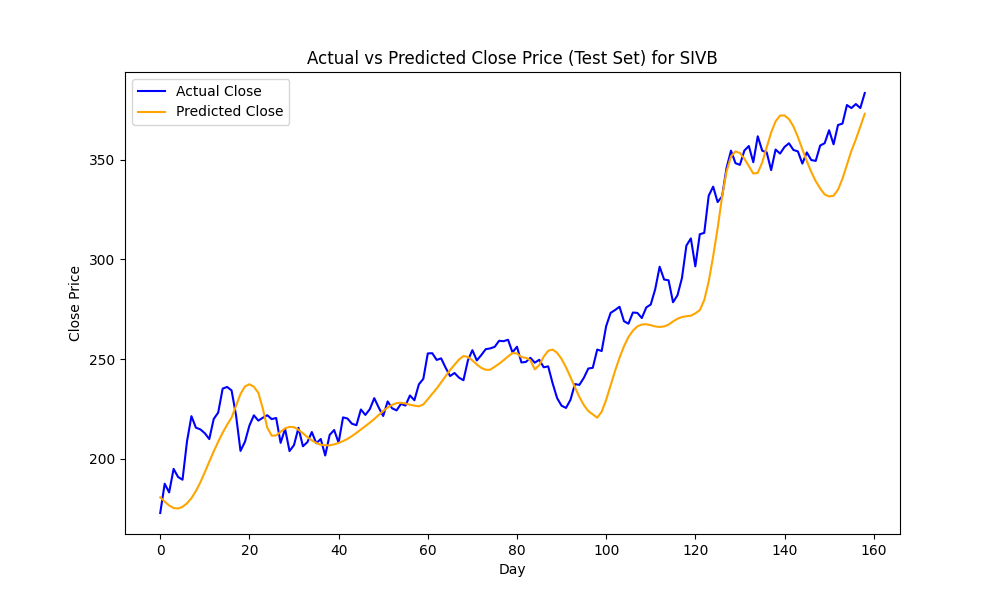 Actual vs Predicted Close Price (Test Set) for SIVB
Actual Close
Predicted Close
Close Price
350
300
250
200
0 20 40 60 80 100 120 140 160
Day